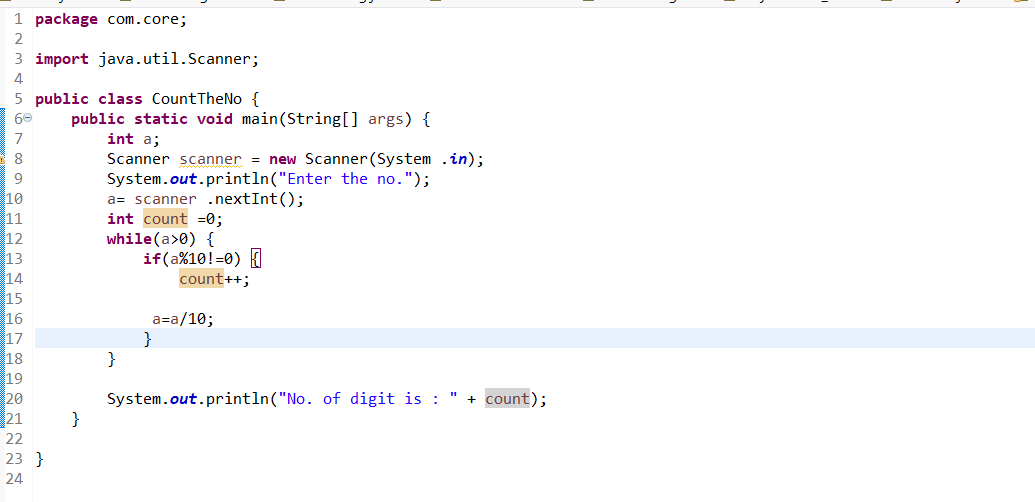 1 package com.core;
2
3 import java.util.Scanner;
4
5 public class CountTheNo {
6 public static void main(String[] args) {
7 int a;
8 Scanner scanner = new Scanner(System .in);
9 System.out.println("Enter the no.");
10 a= scanner .nextInt();
11 int count =0;
12 while(a>0) {
13 if(a%10!=0) {
14 count++;
15
16 a=a/10;
17 }
18 }
19
20 System.out.println("No. of digit is : " + count);
21 }
22
23 }
24